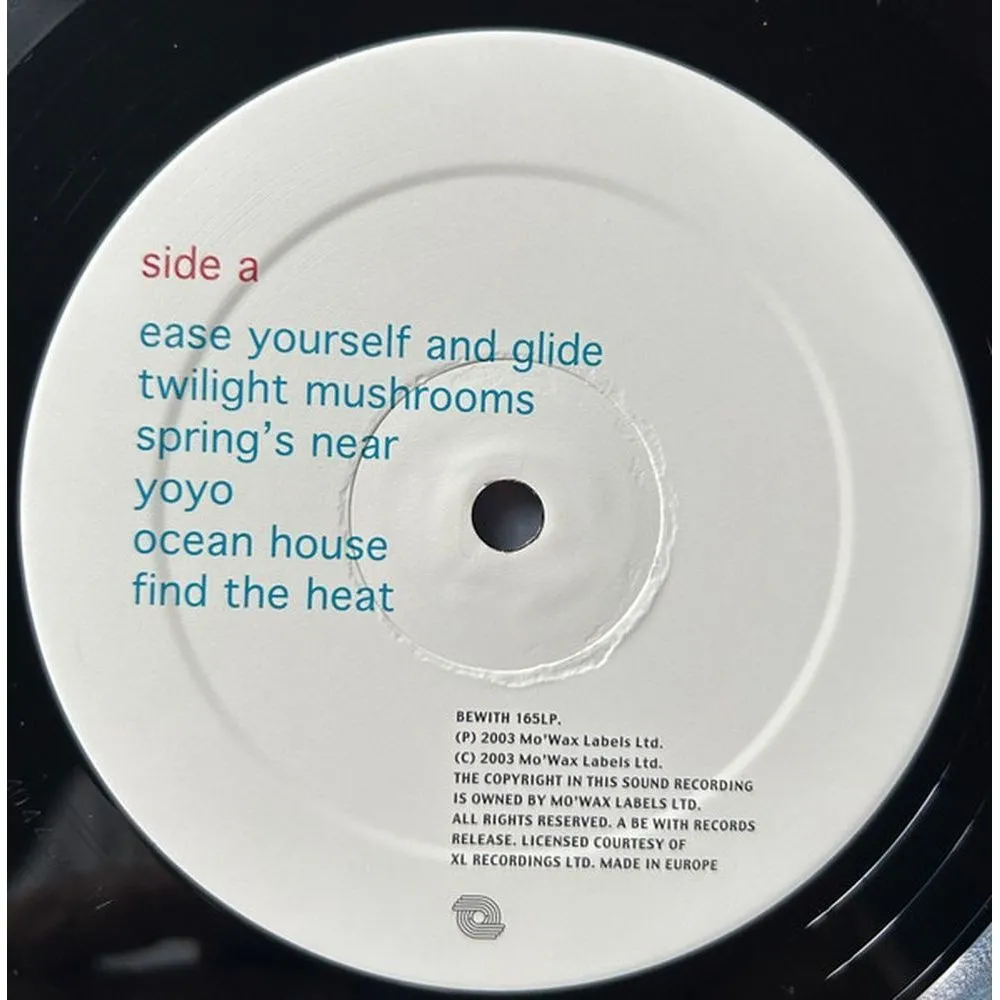 side a
ease yourself and glide
twilight mushrooms
spring's near
yoyo
ocean house
find the heat
BEWITH 165LP.
(P) 2003 Mo'Wax Labels Ltd.
(C) 2003 Mo'Wax Labels Ltd.
THE COPYRIGHT IN THIS SOUND RECORDING
IS OWNED BY MO'WAX LABELS LTD.
ALL RIGHTS RESERVED. A BE WITH RECORDS
RELEASE. LICENSED COURTESY OF
XL RECORDINGS LTD. MADE IN EUROPE